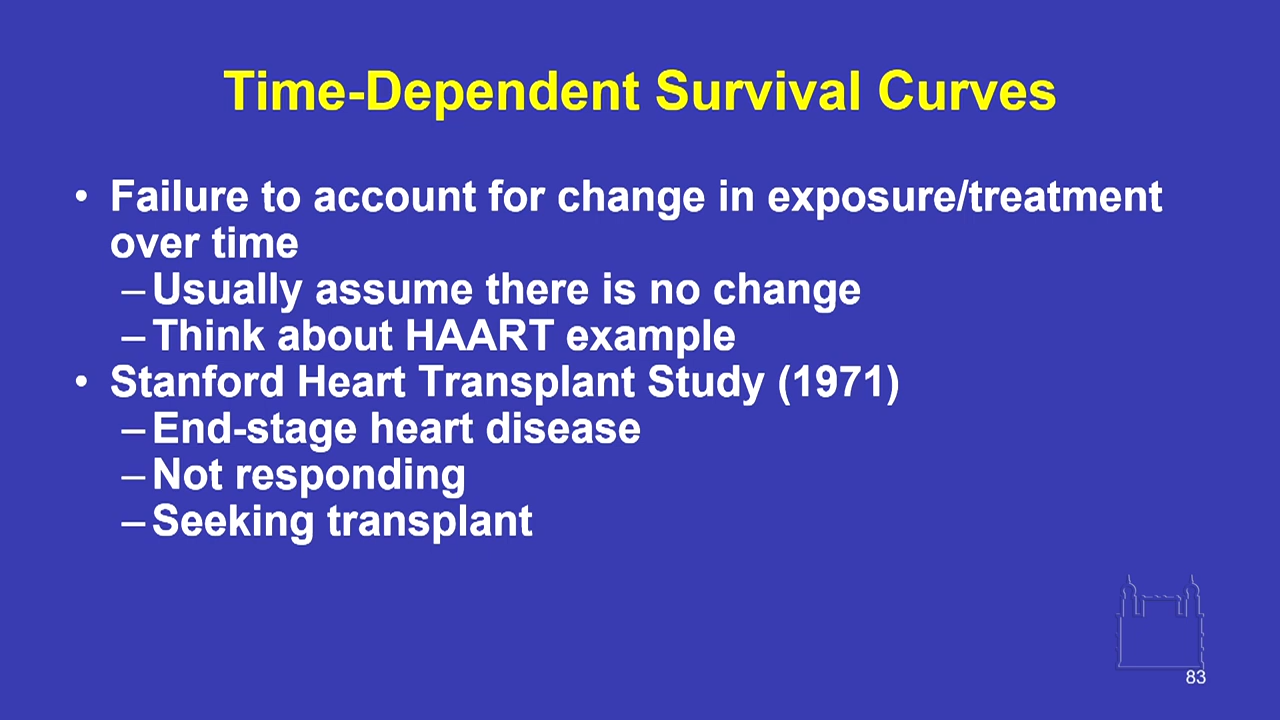 Time-Dependent Survival Curves
• Failure to account for change in exposure/treatment
over time
– Usually assume there is no change
– Think about HAART example
• Stanford Heart Transplant Study (1971)
– End-stage heart disease
– Not responding
– Seeking transplant
83